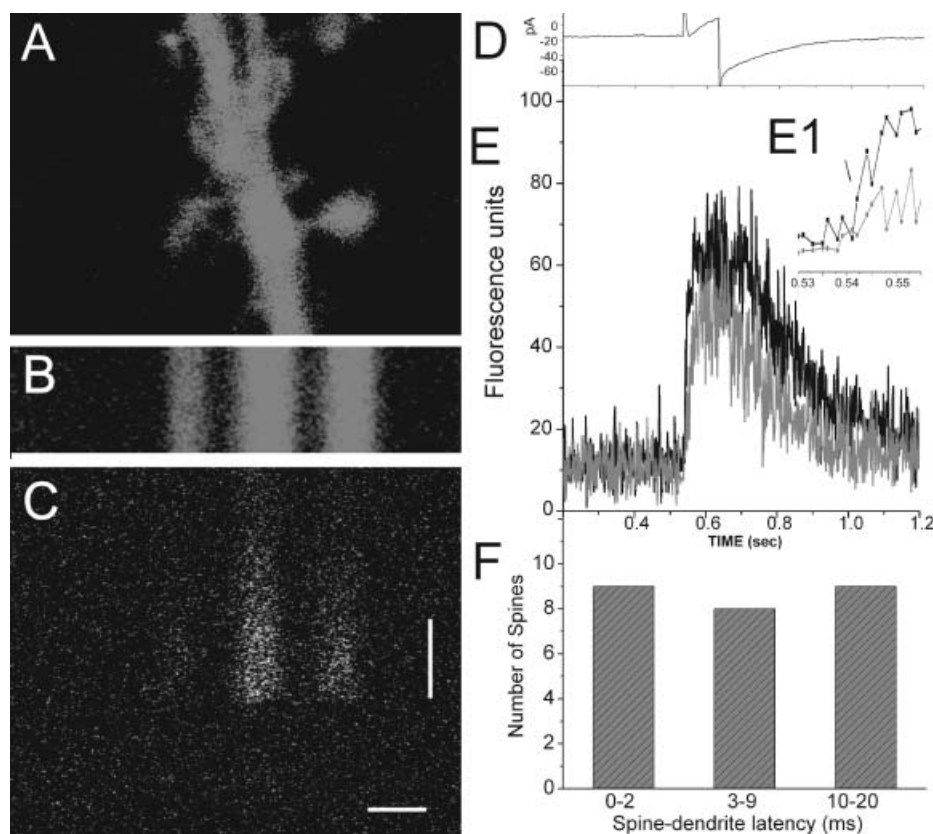 A
B
C
D
pA
0
-20
-40
-60
E
E1
Fluorescence units
100
80
60
40
20
0
0.53
0.54
0.55
0.4
0.6
0.8
1.0
1.2
TIME (sec)
F
Number of Spines
8
6
4
2
0
0-2
3-9
10-20
Spine-dendrite latency (ms)